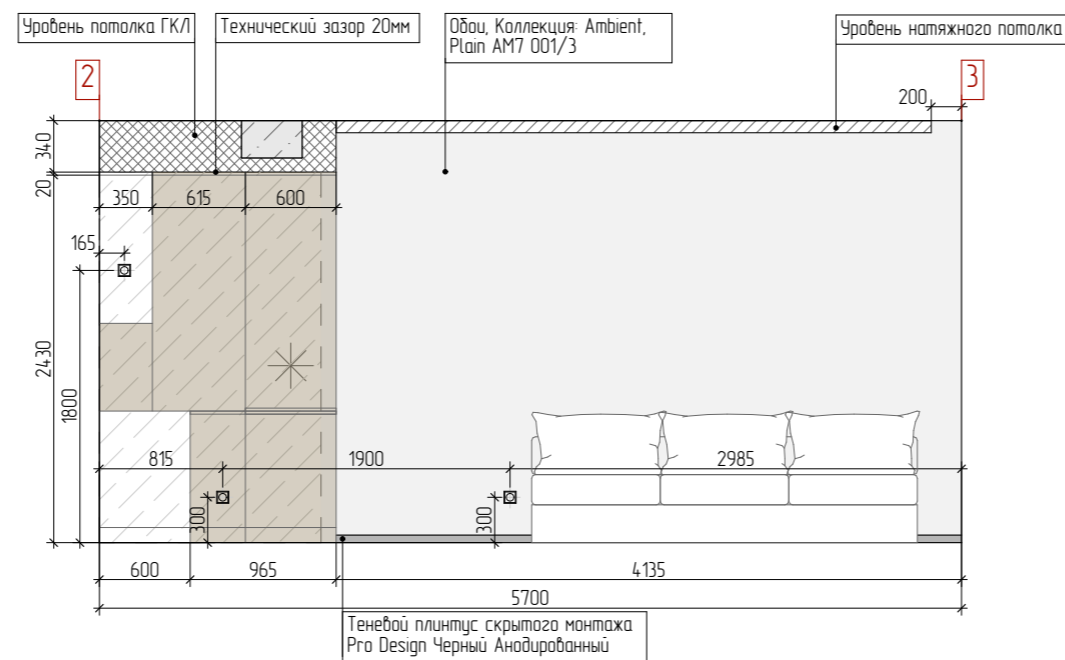 Уровень потолка ГКЛ
Технический зазор 20мм
Обои, Коллекция: Ambient,
Plain AM7 001/3
Уровень натяжного потолка
2
3
200
340
20
350
615
600
165
2430
1800
815
1900
2985
300
300
600
965
4135
5700
Теневой плинтус скрытого монтажа
Pro Design Черный Анодированный